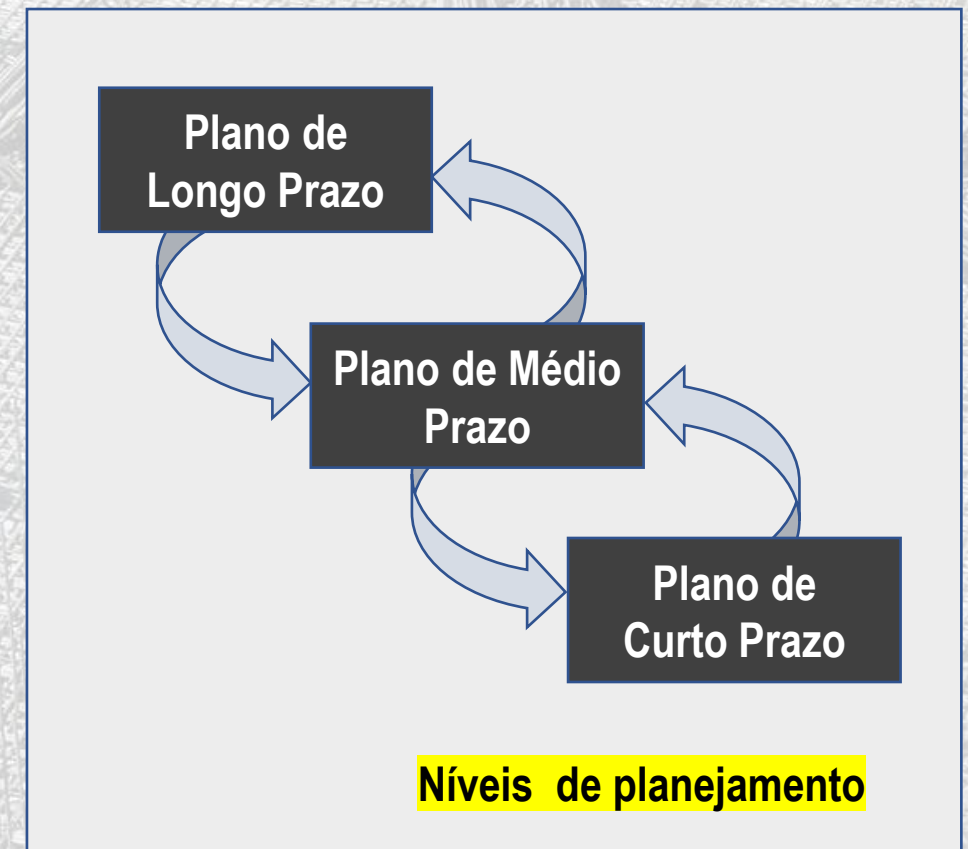 Plano de
Longo Prazo
Plano de Médio
Prazo
Plano de
Curto Prazo
Níveis  de planejamento